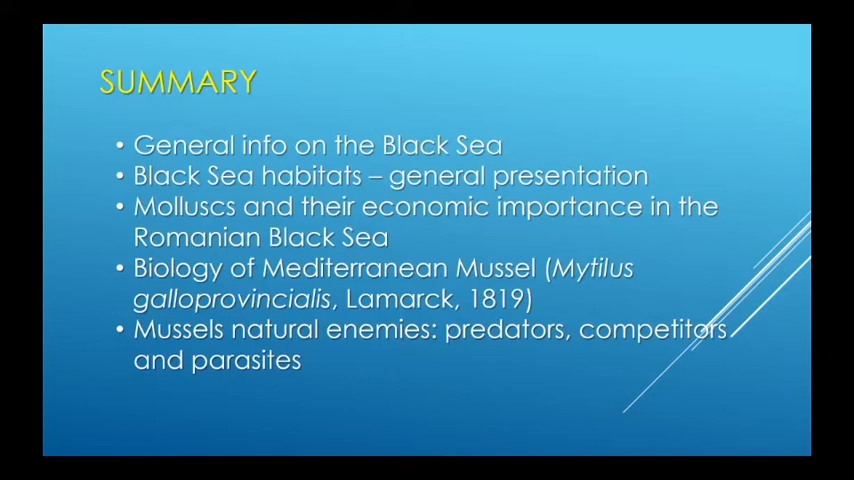 SUMMARY
• General info on the Black Sea
• Black Sea habitats – general presentation
• Molluscs and their economic importance in the
Romanian Black Sea
• Biology of Mediterranean Mussel (Mytilus
galloprovincialis, Lamarck, 1819)
• Mussels natural enemies: predators, competitors
and parasites